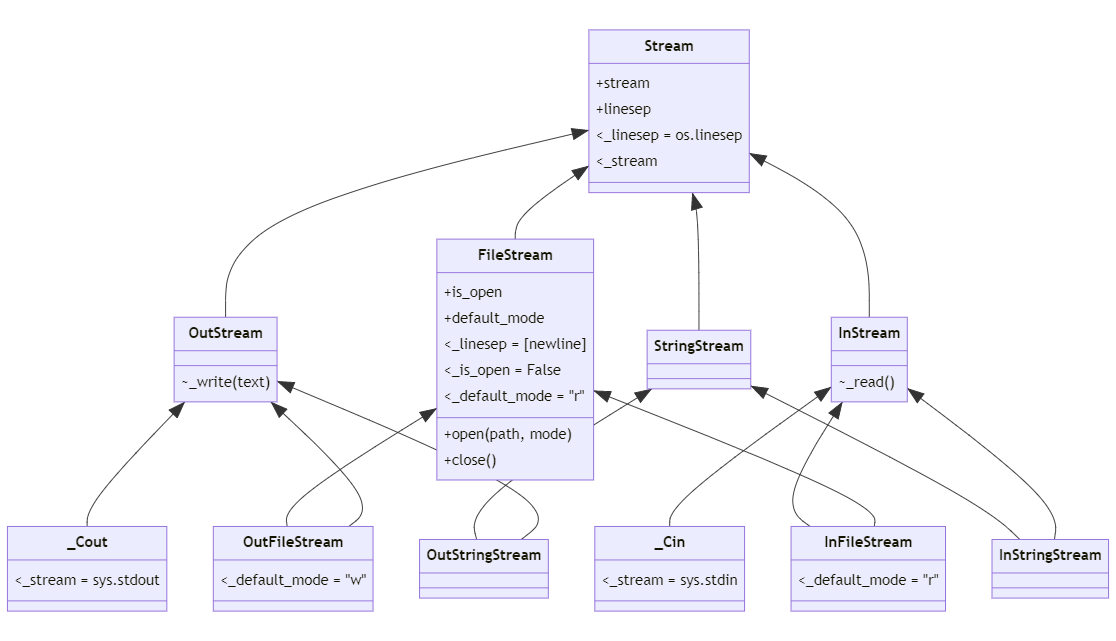 Stream
+stream
+linesep
<_linesep = os.linesep
<_stream
FileStream
+is_open
+default_mode
<_linesep = [newline]
<_is_open = False
<_default_mode = "r"
+open(path, mode)
+close()
OutStream
~_write(text)
StringStream
InStream
~_read()
_Cout
<_stream = sys.stdout
OutFileStream
<_default_mode = "w"
OutStringStream
_Cin
<_stream = sys.stdin
InFileStream
<_default_mode = "r"
InStringStream